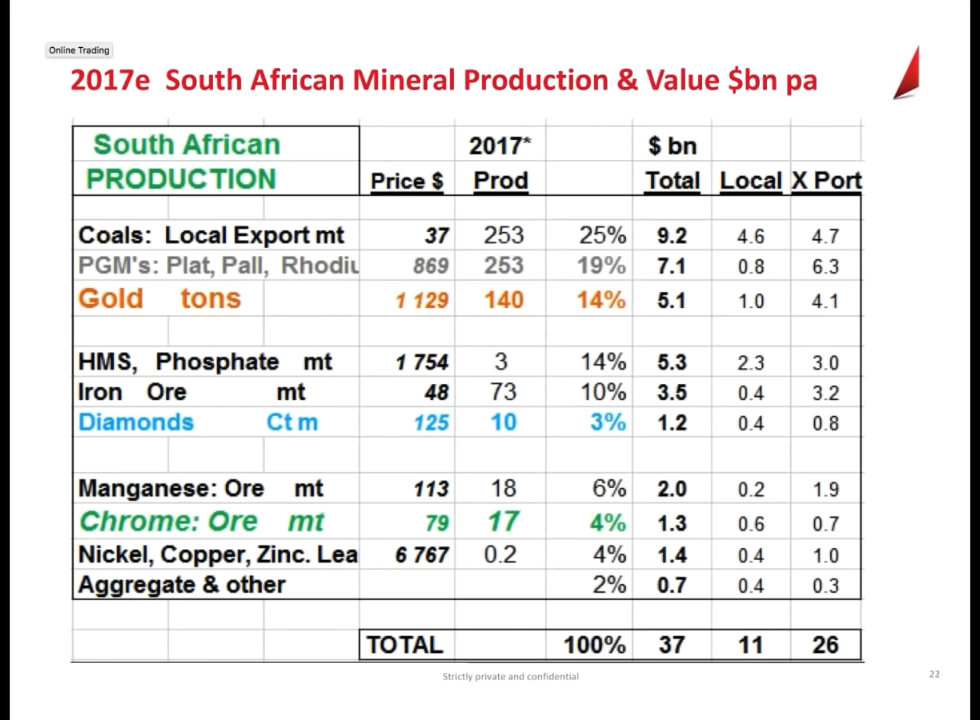 Online Trading
2017e South African Mineral Production & Value $bn pa
South African 2017* $ bn
PRODUCTION Price $ Prod Total Local X Port
Coals: Local Export mt 37 253 25% 9.2 4.6 4.7
PGM's: Plat, Pall, Rhodiu 869 253 19% 7.1 0.8 6.3
Gold tons 1 129 140 14% 5.1 1.0 4.1
HMS, Phosphate mt 1 754 3 14% 5.3 2.3 3.0
Iron Ore mt 48 73 10% 3.5 0.4 3.2
Diamonds Ct m 125 10 3% 1.2 0.4 0.8
Manganese: Ore mt 113 18 6% 2.0 0.2 1.9
Chrome: Ore mt 79 17 4% 1.3 0.6 0.7
Nickel, Copper, Zinc. Lea 6 767 0.2 4% 1.4 0.4 1.0
Aggregate & other 2% 0.7 0.4 0.3
TOTAL 100% 37 11 26
Strictly private and confidential
22